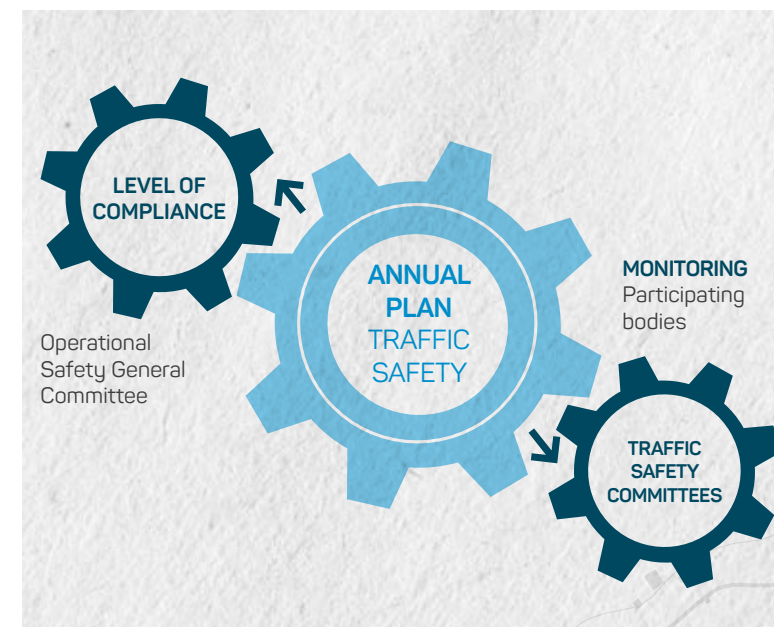 LEVEL OF
COMPLIANCE
Operational
Safety General
Committee
ANNUAL
PLAN
TRAFFIC
SAFETY
MONITORING
Participating
bodies
TRAFFIC
SAFETY
COMMITTEES